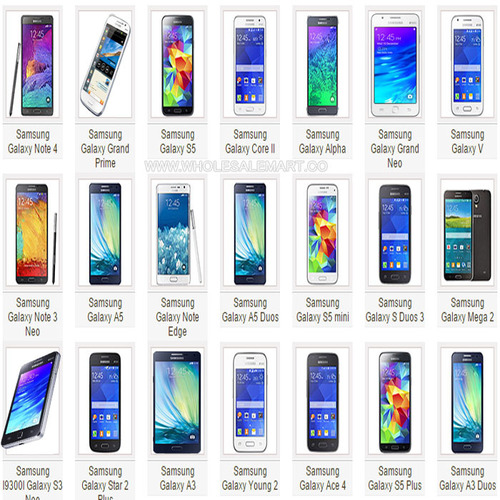 Samsung Galaxy Note 4
Samsung Galaxy Grand Prime
Samsung Galaxy S5
Samsung Galaxy Core II
Samsung Galaxy Alpha
Samsung Galaxy Grand Neo
Samsung Galaxy V
WWW.WHOLESALEMART.CO
Samsung Galaxy Note 3 Neo
Samsung Galaxy A5
Samsung Galaxy Note Edge
Samsung Galaxy A5 Duos
Samsung Galaxy S5 mini
Samsung Galaxy S Duos 3
Samsung Galaxy Mega 2
Samsung I9300I Galaxy S3 Neo
Samsung Galaxy Star 2 Plus
Samsung Galaxy A3
Samsung Galaxy Young 2
Samsung Galaxy Ace 4
Samsung Galaxy S5 Plus
Samsung Galaxy A3 Duos